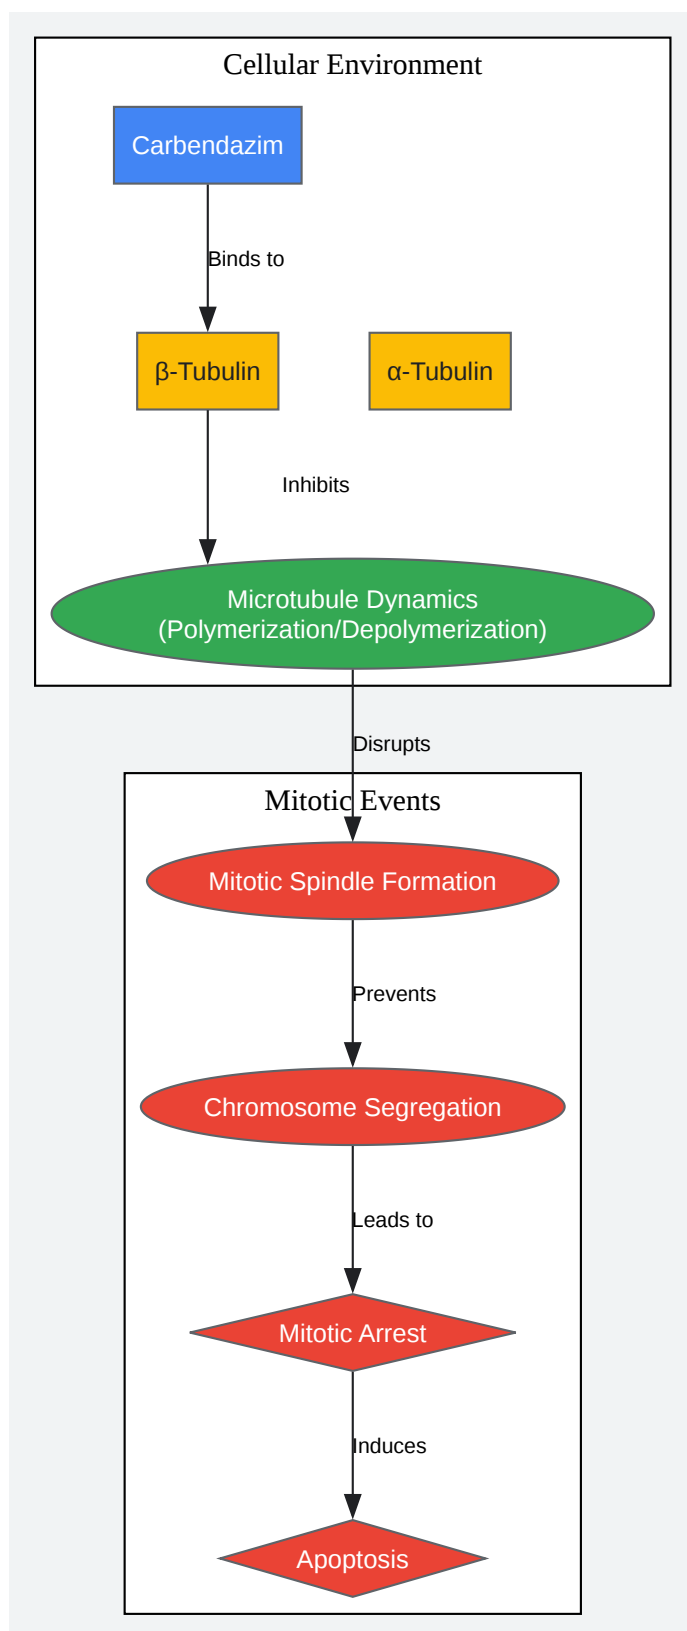 Cellular Environment
Carbendazim
Binds to
β-Tubulin
α-Tubulin
Inhibits
Microtubule Dynamics
(Polymerization/Depolymerization)
Disrupts
Mitotic Events
Mitotic Spindle Formation
Prevents
Chromosome Segregation
Leads to
Mitotic Arrest
Induces
Apoptosis